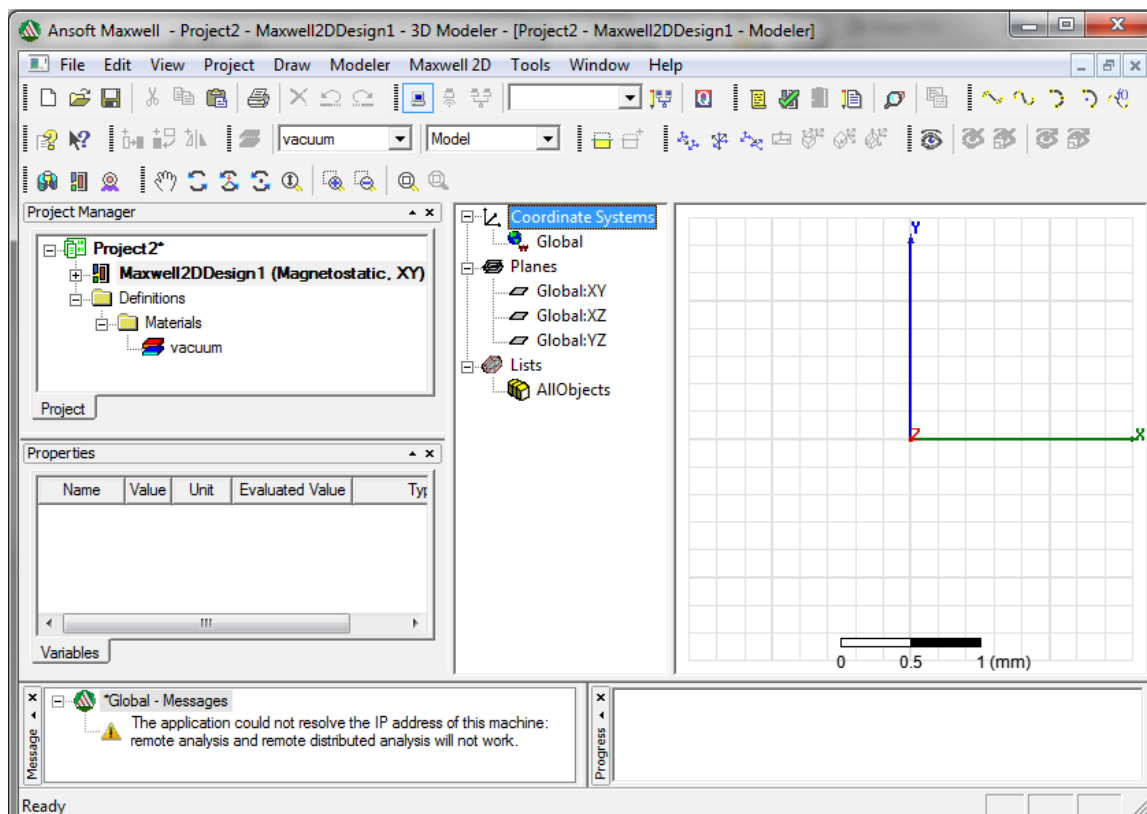 Ansoft Maxwell - Project2 - Maxwell2DDesign1 - 3D Modeler - [Project2 - Maxwell2DDesign1 - Modeler]
File Edit View Project Draw Modeler Maxwell 2D Tools Window Help
vacuum Model
Project Manager
Project2*
Maxwell2DDesign1 (Magnetostatic, XY)
Definitions
Materials
vacuum
Project
Properties
Name Value Unit Evaluated Value Typ
Variables
Coordinate Systems
Global
Planes
Global:XY
Global:XZ
Global:YZ
Lists
AllObjects
Y
Z
X
0 0.5 1 (mm)
Message
*Global - Messages
The application could not resolve the IP address of this machine:
remote analysis and remote distributed analysis will not work.
Progress
Ready